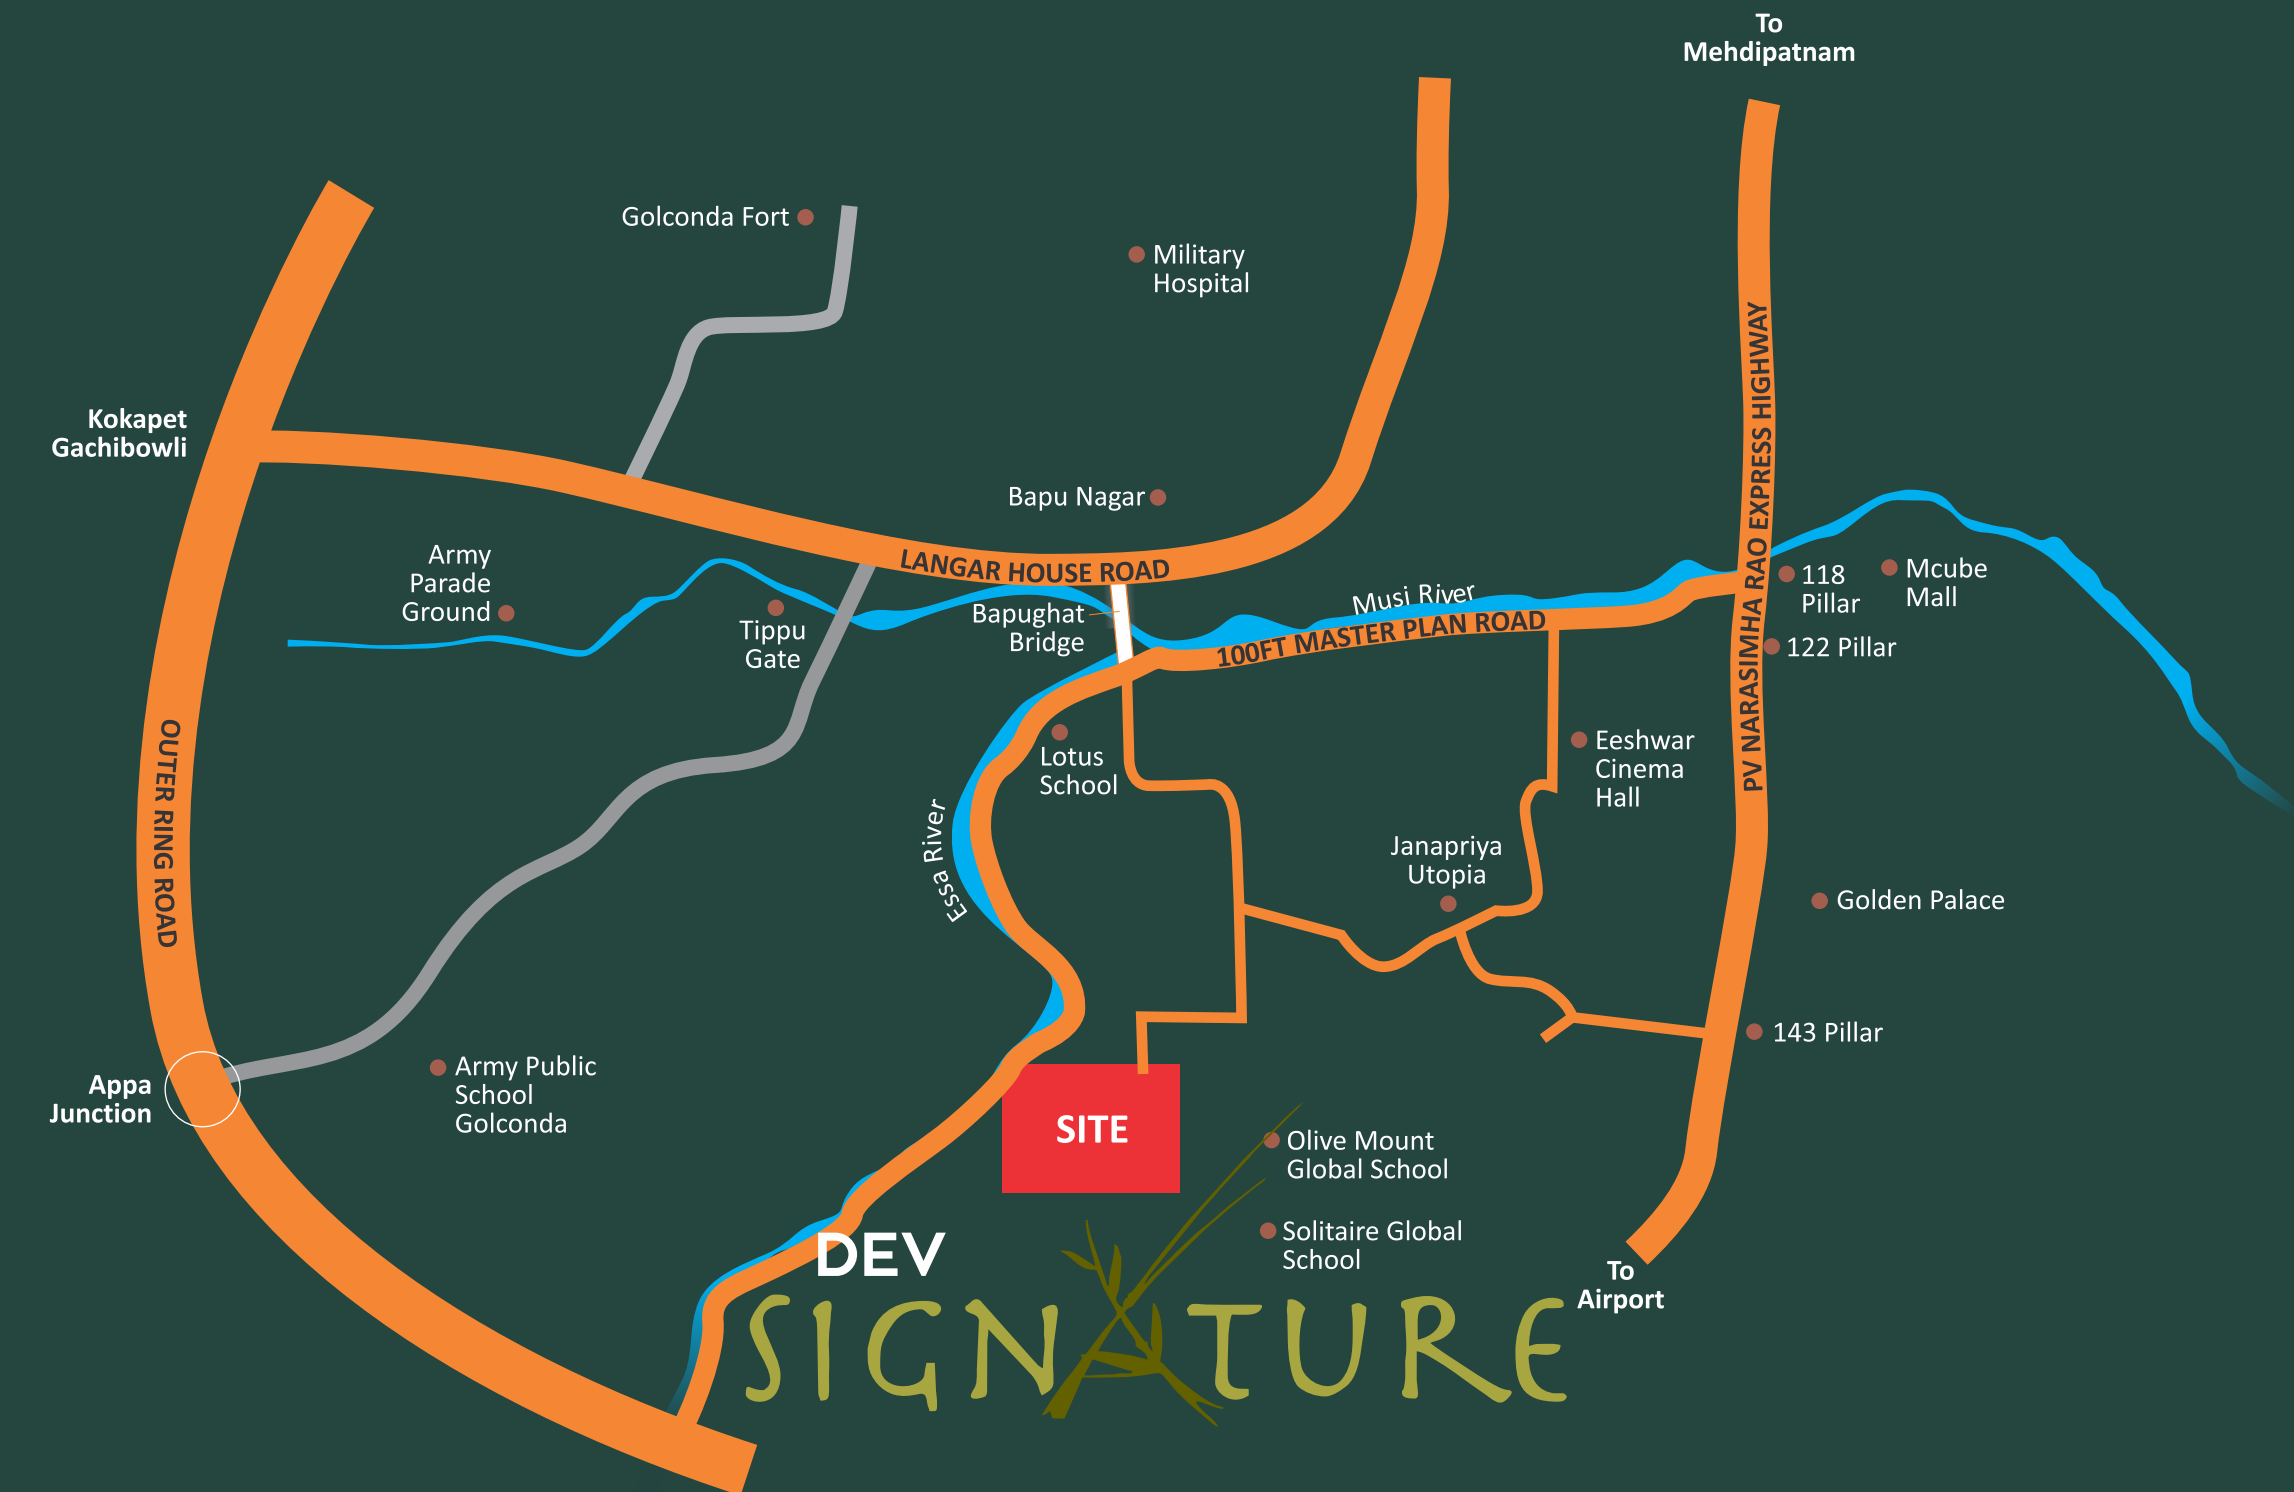 To
Mehdipatnam
Golconda Fort
Military
Hospital
Kokapet
Gachibowli
Bapu Nagar
LANGAR HOUSE ROAD
Army
Parade
Ground
Tippu
Gate
Bapughat
Bridge
Musi River
100FT MASTER PLAN ROAD
PV NARASIMHA RAO EXPRESS HIGHWAY
118
Pillar
Mcube
Mall
122 Pillar
OUTER RING ROAD
Lotus
School
Eeshwar
Cinema
Hall
Essa River
Janapriya
Utopia
Golden Palace
143 Pillar
Appa
Junction
Army Public
School
Golconda
SITE
Olive Mount
Global School
Solitaire Global
School
To
Airport
DEV
SIGNATURE